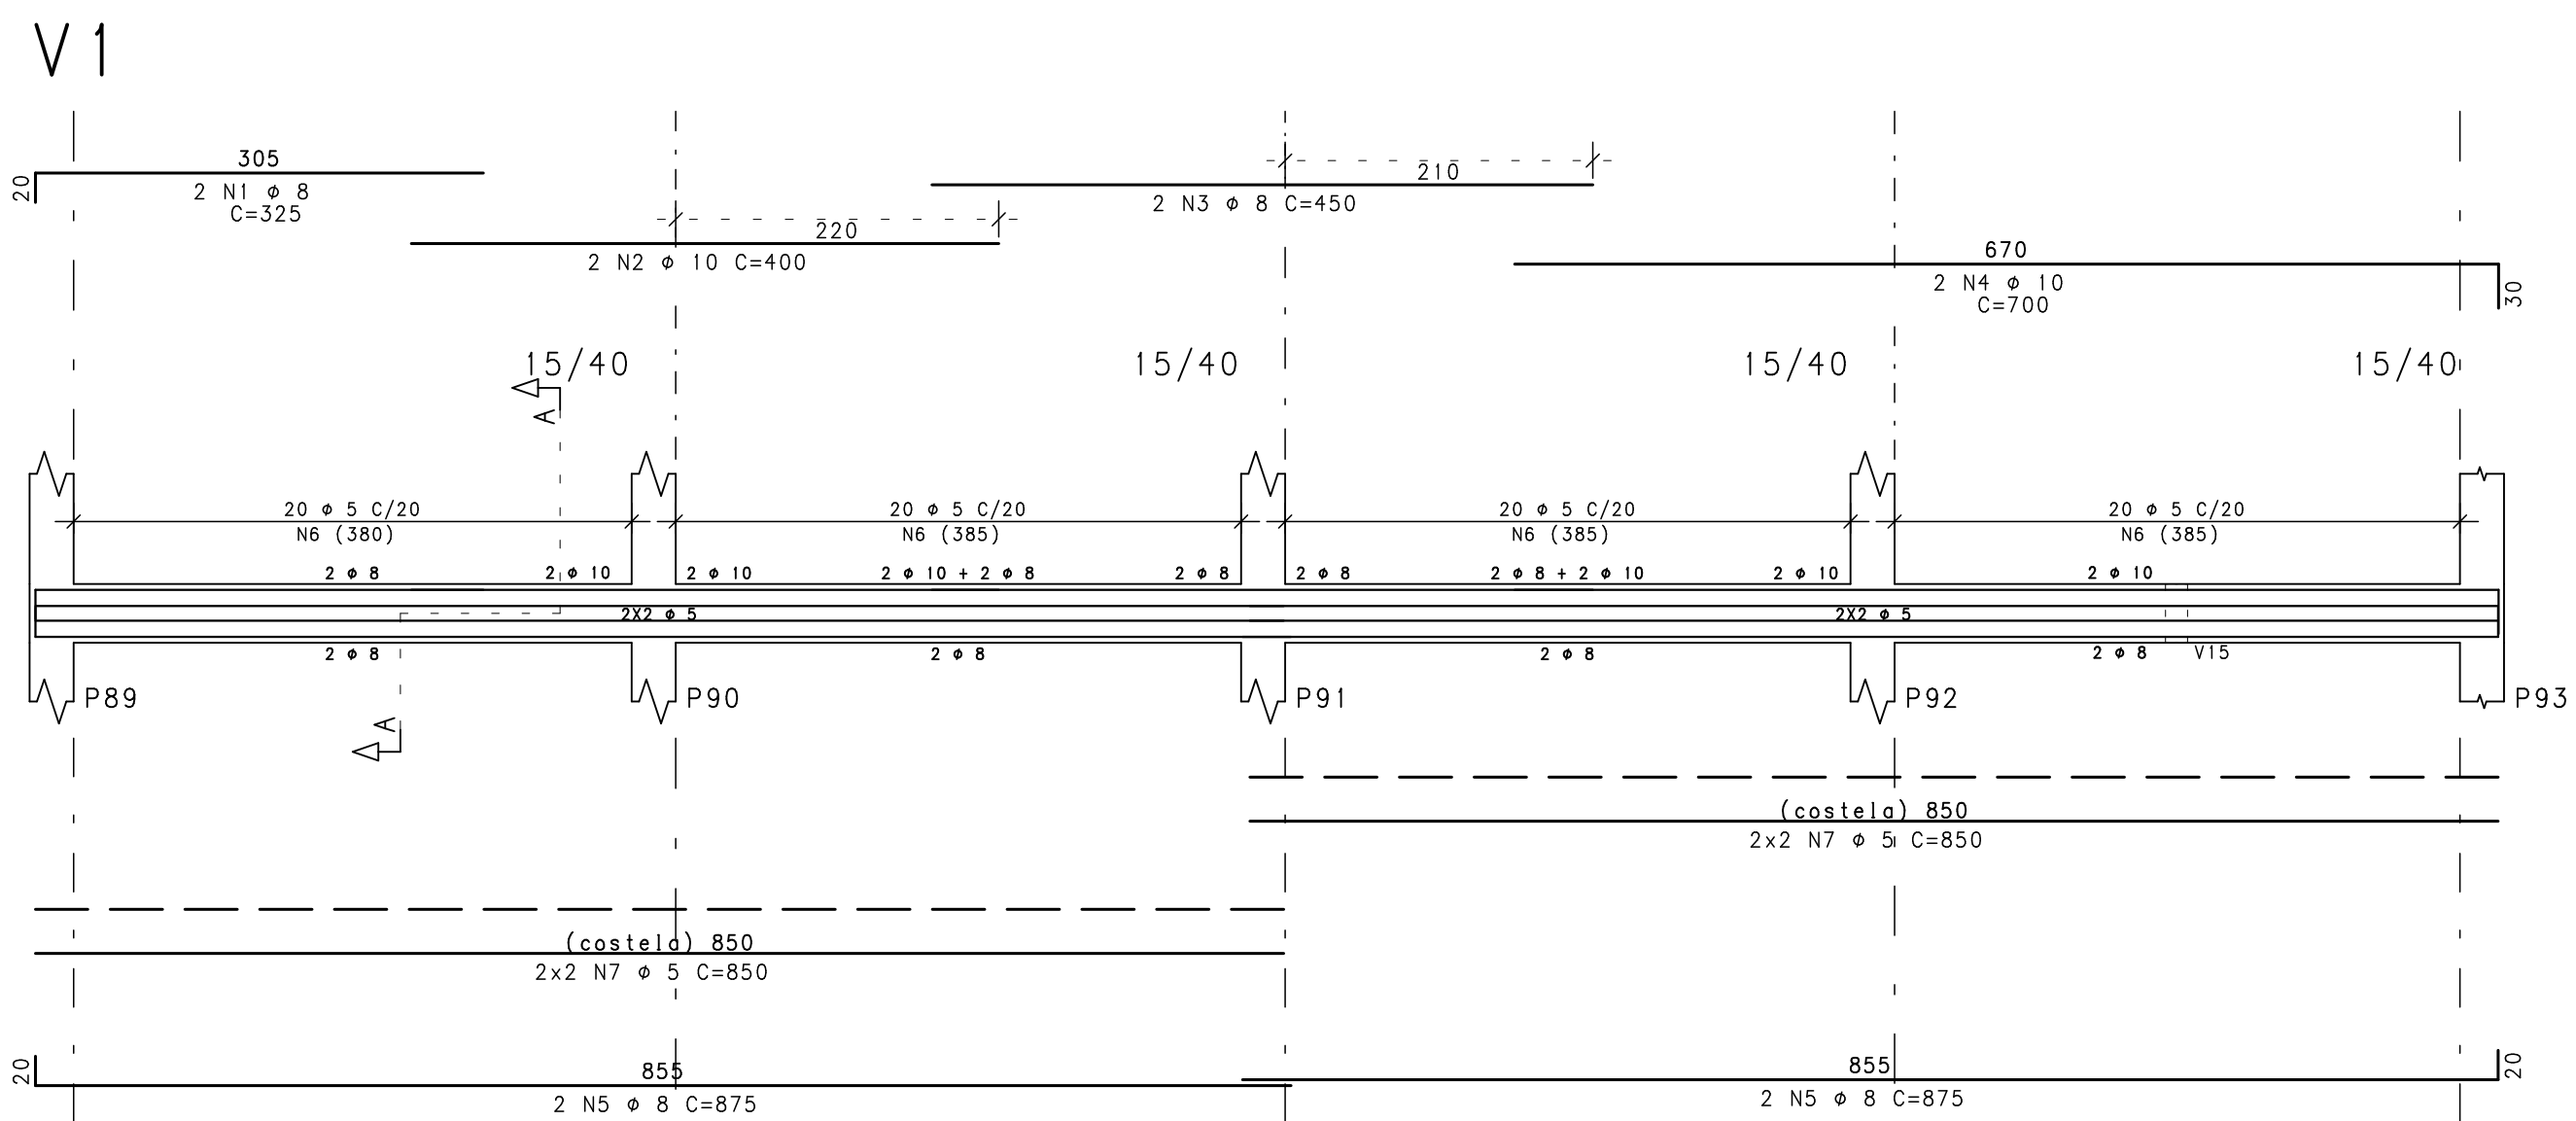 V1
305
20
2 N1 ø 8
C=325
210
2 N3 ø 8 C=450
220
2 N2 ø 10 C=400
670
2 N4 ø 10
C=700
30
15/40 15/40 15/40 15/40
A
20 ø 5 C/20 20 ø 5 C/20 20 ø 5 C/20 20 ø 5 C/20
N6 (380) N6 (385) N6 (385) N6 (385)
2 ø 8 2 ø 10 2 ø 10 2 ø 10 + 2 ø 8 2 ø 8 2 ø 8 2 ø 8 + 2 ø 10 2 ø 10 2 ø 10
2X2 ø 5 2X2 ø 5
2 ø 8 2 ø 8 2 ø 8 2 ø 8 V15
P89 P90 P91 P92 P93
A
(costela) 850
2x2 N7 ø 5 C=850
(costela) 850
2x2 N7 ø 5 C=850
20 855 855 20
2 N5 ø 8 C=875 2 N5 ø 8 C=875